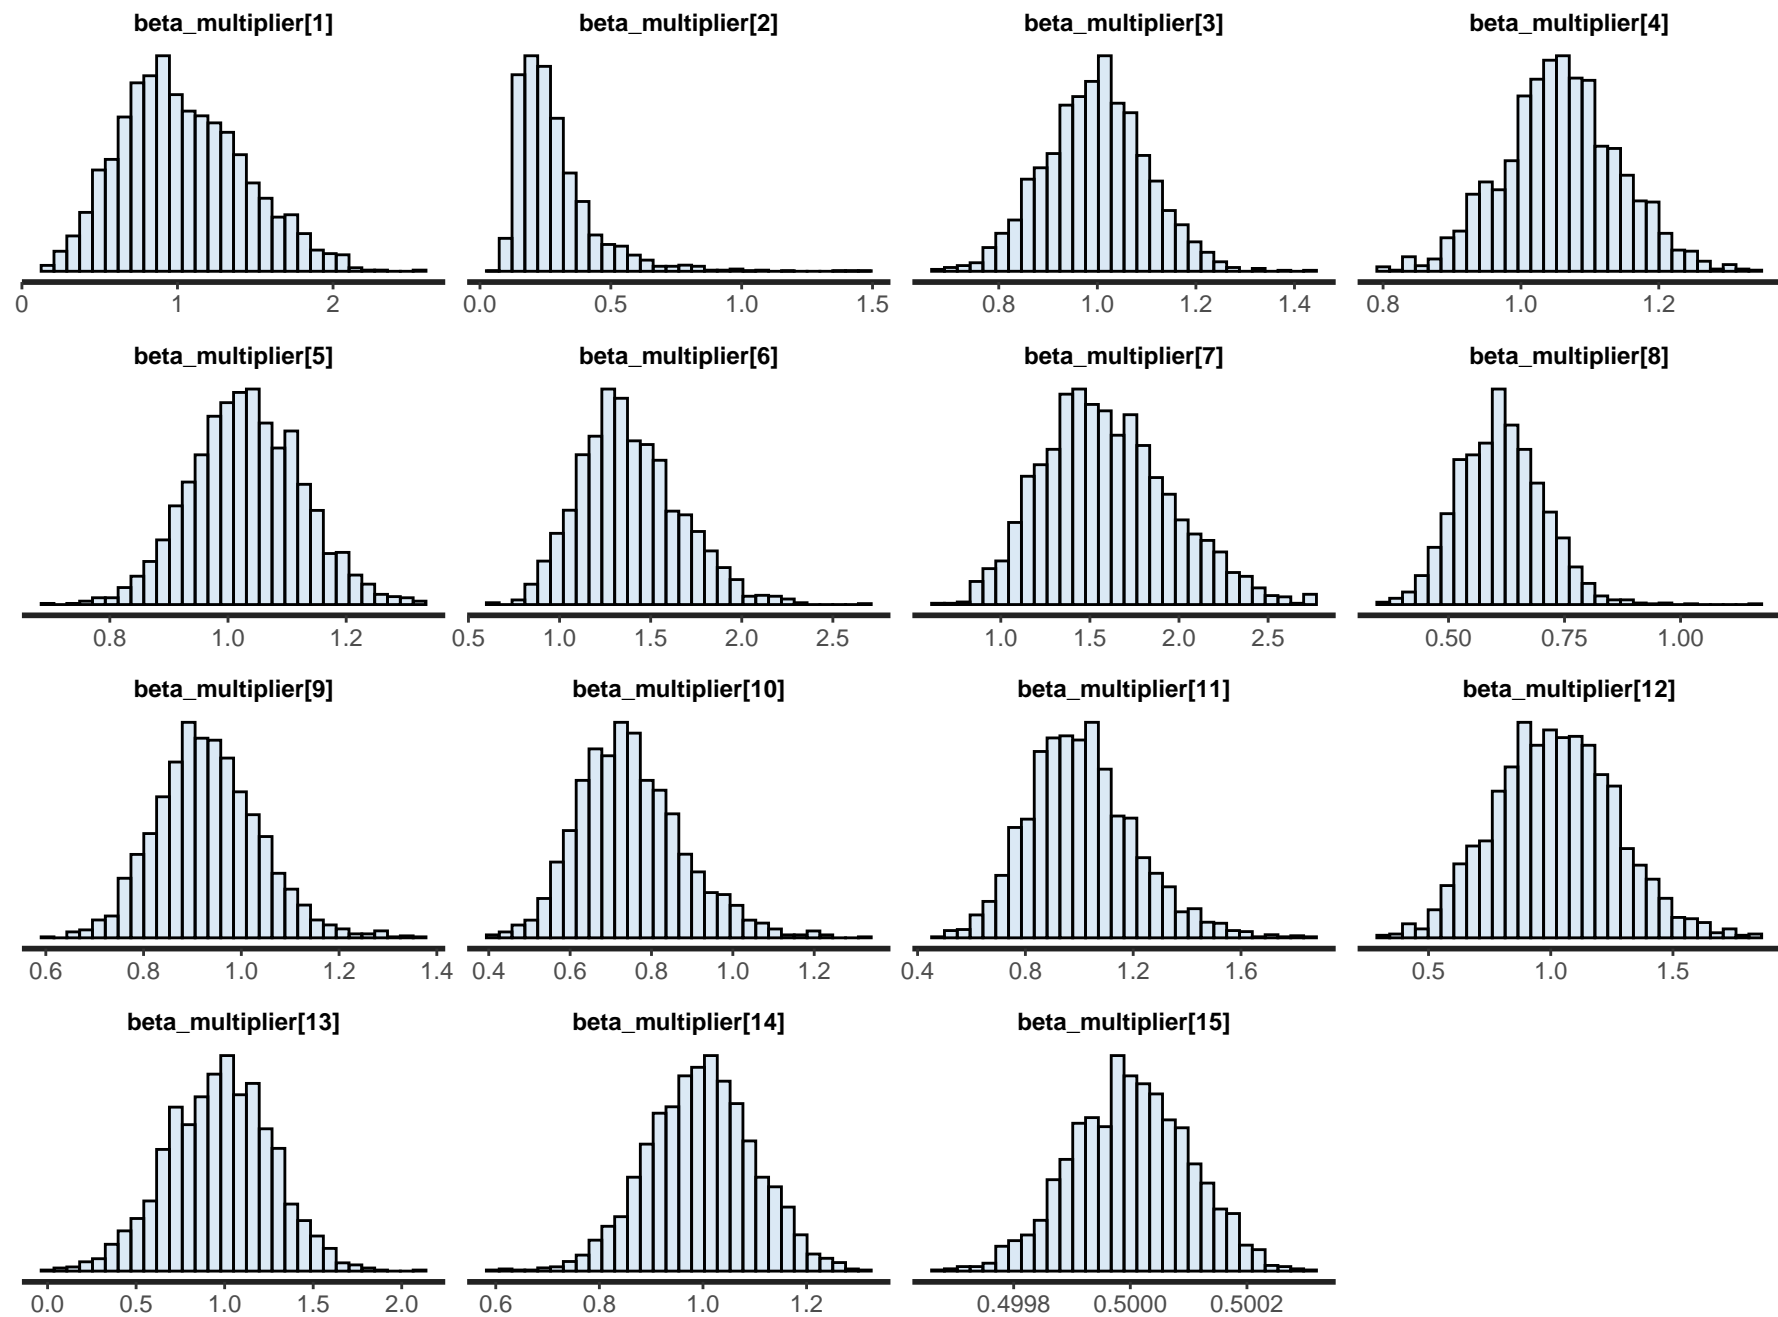 beta_multiplier[1] beta_multiplier[2] beta_multiplier[3] beta_multiplier[4]
0 1 2 0.0 0.5 1.0 1.5 0.8 1.0 1.2 1.4 0.8 1.0 1.2
beta_multiplier[5] beta_multiplier[6] beta_multiplier[7] beta_multiplier[8]
0.8 1.0 1.2 0.5 1.0 1.5 2.0 2.5 1.0 1.5 2.0 2.5 0.50 0.75 1.00
beta_multiplier[9] beta_multiplier[10] beta_multiplier[11] beta_multiplier[12]
0.6 0.8 1.0 1.2 1.4 0.4 0.6 0.8 1.0 1.2 0.4 0.8 1.2 1.6 0.5 1.0 1.5
beta_multiplier[13] beta_multiplier[14] beta_multiplier[15]
0.0 0.5 1.0 1.5 2.0 0.6 0.8 1.0 1.2 0.4998 0.5000 0.5002